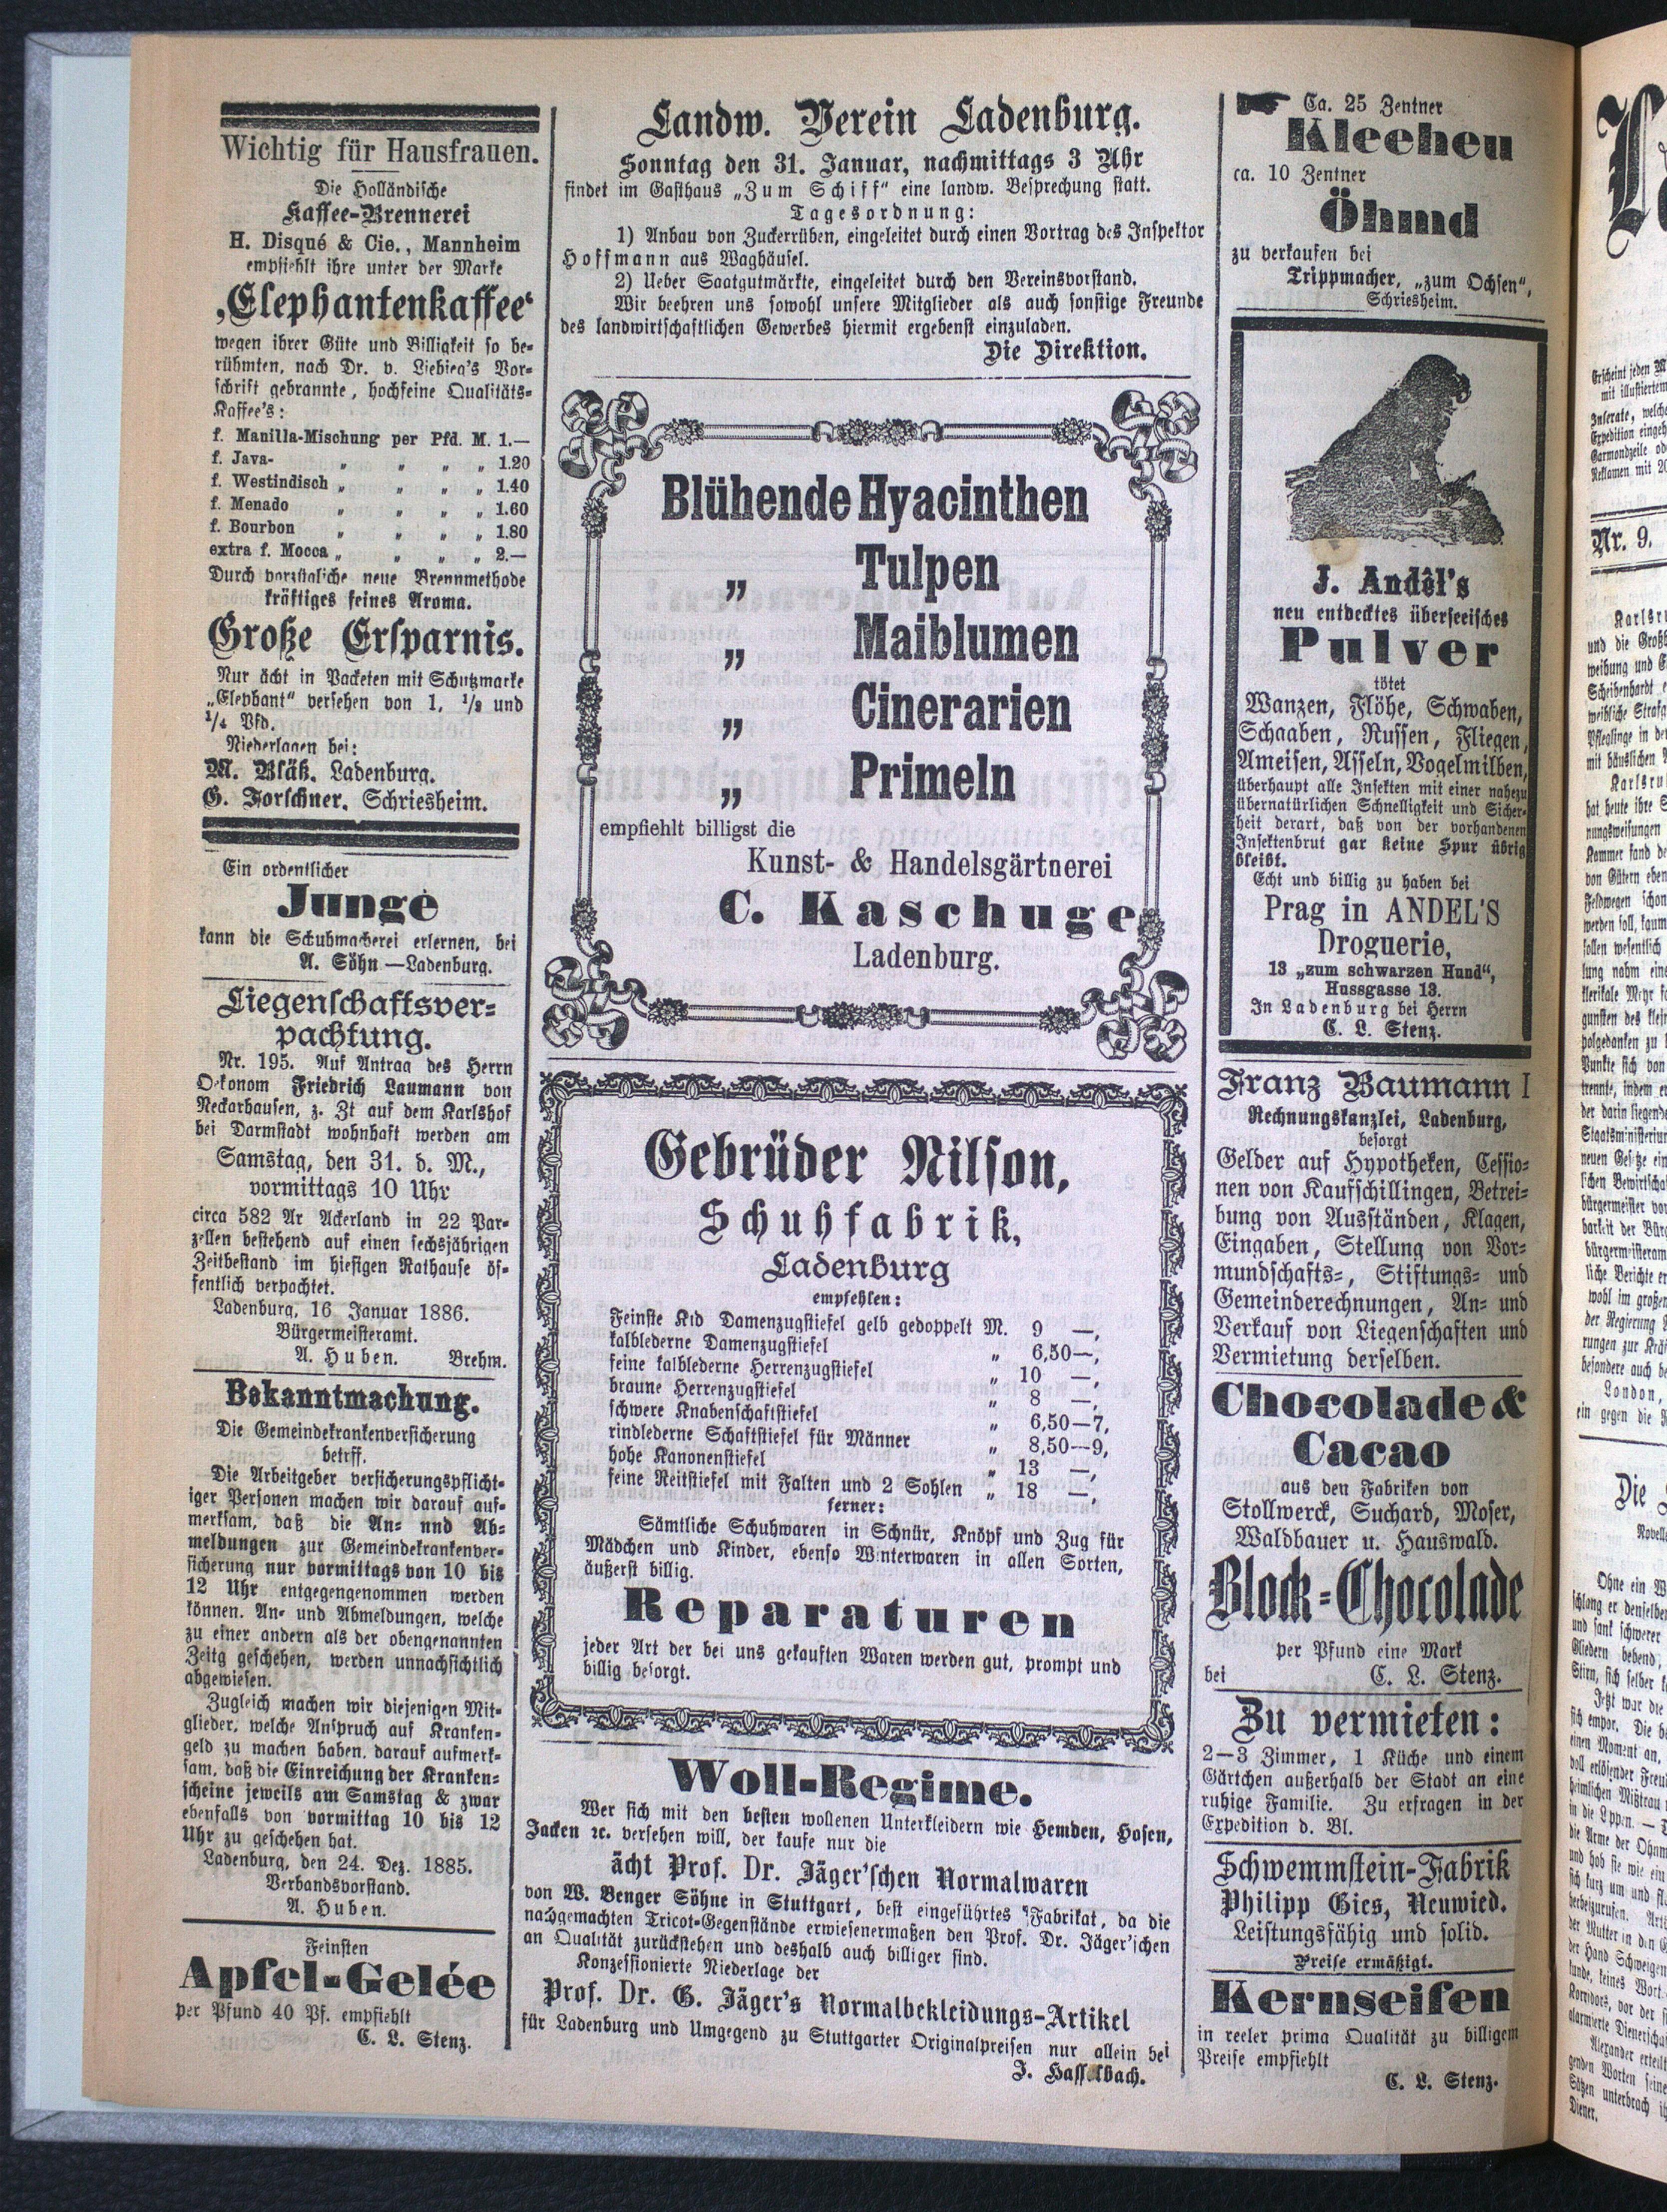 Wichtig für Hausfrauen.
Die Holländische
Kaffee-Brennerei
H. Disqué & Cie., Mannheim
empfiehlt ihre unter der Marke
‚Elephantenkaffee‘
wegen ihrer Güte und Billigkeit so be-
rühmten, nach Dr. v. Liebieg's Vor-
schrift gebrannte, hochfeine Qualitäts-
Kaffee's:
f. Manilla-Mischung per Pfd. M. 1.—
f. Java- „ „ „ „ 1.20
f. Westindisch „ „ „ „ 1.40
f. Menado „ „ „ „ 1.60
f. Bourbon „ „ „ „ 1.80
extra f. Mocca „ „ „ „ 2.—
Durch vorzügliche neue Brennmethode
kräftiges feines Aroma.
Große Ersparnis.
Nur ächt in Packeten mit Schutzmarke
„Elephant“ versehen von 1, 1/2 und
1/4 Pfd.
Niederlagen bei:
M. Bläß, Ladenburg.
G. Forschner, Schriesheim.
Ein ordentlicher
Junge
kann die Schuhmacherei erlernen, bei
A. Söhn — Ladenburg.
Liegenschaftsver-
pachtung.
Nr. 195. Auf Antrag des Herrn
Oekonom Friedrich Laumann von
Neckarhausen, z. Zt auf dem Karlshof
bei Darmstadt wohnhaft werden am
Samstag, den 31. d. M.,
vormittags 10 Uhr
circa 582 Ar Ackerland in 22 Par-
zellen bestehend auf einen sechsjährigen
Zeitbestand im hiesigen Rathause öf-
fentlich verpachtet.
Ladenburg, 16 Januar 1886.
Bürgermeisteramt.
A. Huben. Brehm.
Bekanntmachung.
Die Gemeindekrankenversicherung
betrff.
Die Arbeitgeber versicherungspflicht-
iger Personen machen wir darauf auf-
merksam, daß die An- und Ab-
meldungen zur Gemeindekrankenver-
sicherung nur vormittags von 10 bis
12 Uhr entgegengenommen werden
können. An- und Abmeldungen, welche
zu einer andern als der obengenannten
Zeitg geschehen, werden unnachsichtlich
abgewiesen.
Zugleich machen wir diejenigen Mit-
glieder, welche Anspruch auf Kranken-
geld zu machen haben, darauf aufmerk-
sam, daß die Einreichung der Kranken-
scheine jeweils am Samstag & zwar
ebenfalls von vormittag 10 bis 12
Uhr zu geschehen hat.
Ladenburg, den 24. Dez. 1885.
Verbandsvorstand.
A. Huben.
Feinsten
Apfel-Gelée
per Pfund 40 Pf. empfiehlt
C. L. Stenz.
Landw. Verein Ladenburg.
Sonntag den 31. Januar, nachmittags 3 Uhr
findet im Gasthaus „Zum Schiff“ eine landw. Besprechung statt.
Tagesordnung:
1) Anbau von Zuckerrüben, eingeleitet durch einen Vortrag des Inspektor
Hoffmann aus Waghäusel.
2) Ueber Saatgutmärkte, eingeleitet durch den Vereinsvorstand.
Wir beehren uns sowohl unsere Mitglieder als auch sonstige Freunde
des landwirtschaftlichen Gewerbes hiermit ergebenst einzuladen.
Die Direktion.
Blühende Hyacinthen
„ Tulpen
„ Maiblumen
„ Cinerarien
„ Primeln
empfiehlt billigst die
Kunst- & Handelsgärtnerei
C. Kaschuge
Ladenburg.
Gebrüder Nilson,
Schuhfabrik,
Ladenburg
empfehlen:
Feinste Kid Damenzugstiefel gelb gedoppelt M. 9 —,
kalblederne Damenzugstiefel „ 6,50—,
feine kalblederne Herrenzugstiefel „ 10 —,
braune Herrenzugstiefel „ 8 —,
schwere Knabenschaftstiefel „ 6,50—7,
rindlederne Schaftstiefel für Männer „ 8,50—9,
hohe Kanonenstiefel „ 13 —,
feine Reitstiefel mit Falten und 2 Sohlen „ 18 —,
ferner:
Sämtliche Schuhwaren in Schnür, Knöpf und Zug für
Mädchen und Kinder, ebenso Winterwaren in allen Sorten,
äußerst billig.
Reparaturen
jeder Art der bei uns gekauften Waren werden gut, prompt und
billig besorgt.
Woll-Regime.
Wer sich mit den besten wollenen Unterkleidern wie Hemden, Hosen,
Jacken ꝛc. versehen will, der kaufe nur die
ächt Prof. Dr. Jäger'schen Normalwaren
von W. Benger Söhne in Stuttgart, best eingeführtes Fabrikat, da die
nachgemachten Tricot-Gegenstände erwiesenermaßen den Prof. Dr. Jäger'schen
an Qualität zurückstehen und deshalb auch billiger sind.
Konzessionierte Niederlage der
Prof. Dr. G. Jäger's Normalbekleidungs-Artikel
für Ladenburg und Umgegend zu Stuttgarter Originalpreisen nur allein bei
J. Hasselbach.
Ca. 25 Zentner
Kleeheu
ca. 10 Zentner
Öhmd
zu verkaufen bei
Trippmacher, „zum Ochsen“,
Schriesheim.
J. Andêl's
neu entdecktes überseeisches
Pulver
tötet
Wanzen, Flöhe, Schwaben,
Schaaben, Russen, Fliegen,
Ameisen, Asseln, Vogelmilben,
überhaupt alle Insekten mit einer nahezu
übernatürlichen Schnelligkeit und Sicher-
heit derart, daß von der vorhandenen
Insektenbrut gar keine Spur übrig
bleibt.
Echt und billig zu haben bei
Prag in ANDEL'S
Droguerie,
13 „zum schwarzen Hund“,
Hussgasse 13.
In Ladenburg bei Herrn
C. L. Stenz.
Franz Baumann I
Rechnungskanzlei, Ladenburg,
besorgt
Gelder auf Hypotheken, Cessio-
nen von Kaufschillingen, Betrei-
bung von Ausständen, Klagen,
Eingaben, Stellung von Vor-
mundschafts-, Stiftungs- und
Gemeinderechnungen, An- und
Verkauf von Liegenschaften und
Vermietung derselben.
Chocolade &
Cacao
aus den Fabriken von
Stollwerck, Suchard, Moser,
Waldbauer u. Hauswald.
Block-Chocolade
per Pfund eine Mark
bei C. L. Stenz.
Zu vermieten:
2—3 Zimmer, 1 Küche und einem
Gärtchen außerhalb der Stadt an eine
ruhige Familie. Zu erfragen in der
Expedition d. Bl.
Schwemmstein-Fabrik
Philipp Gies, Neuwied.
Leistungsfähig und solid.
Preise ermäßigt.
Kernseifen
in reeler prima Qualität zu billigem
Preise empfiehlt
C. L. Stenz.
Nr. 9.